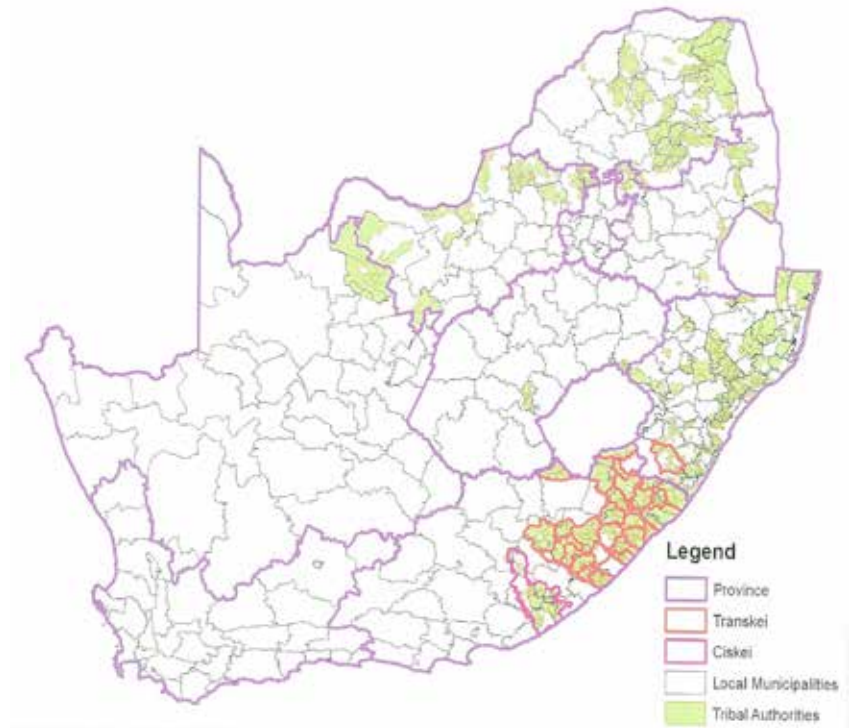 Legend
Province
Transkei
Ciskei
Local Municipalities
Tribal Authorities